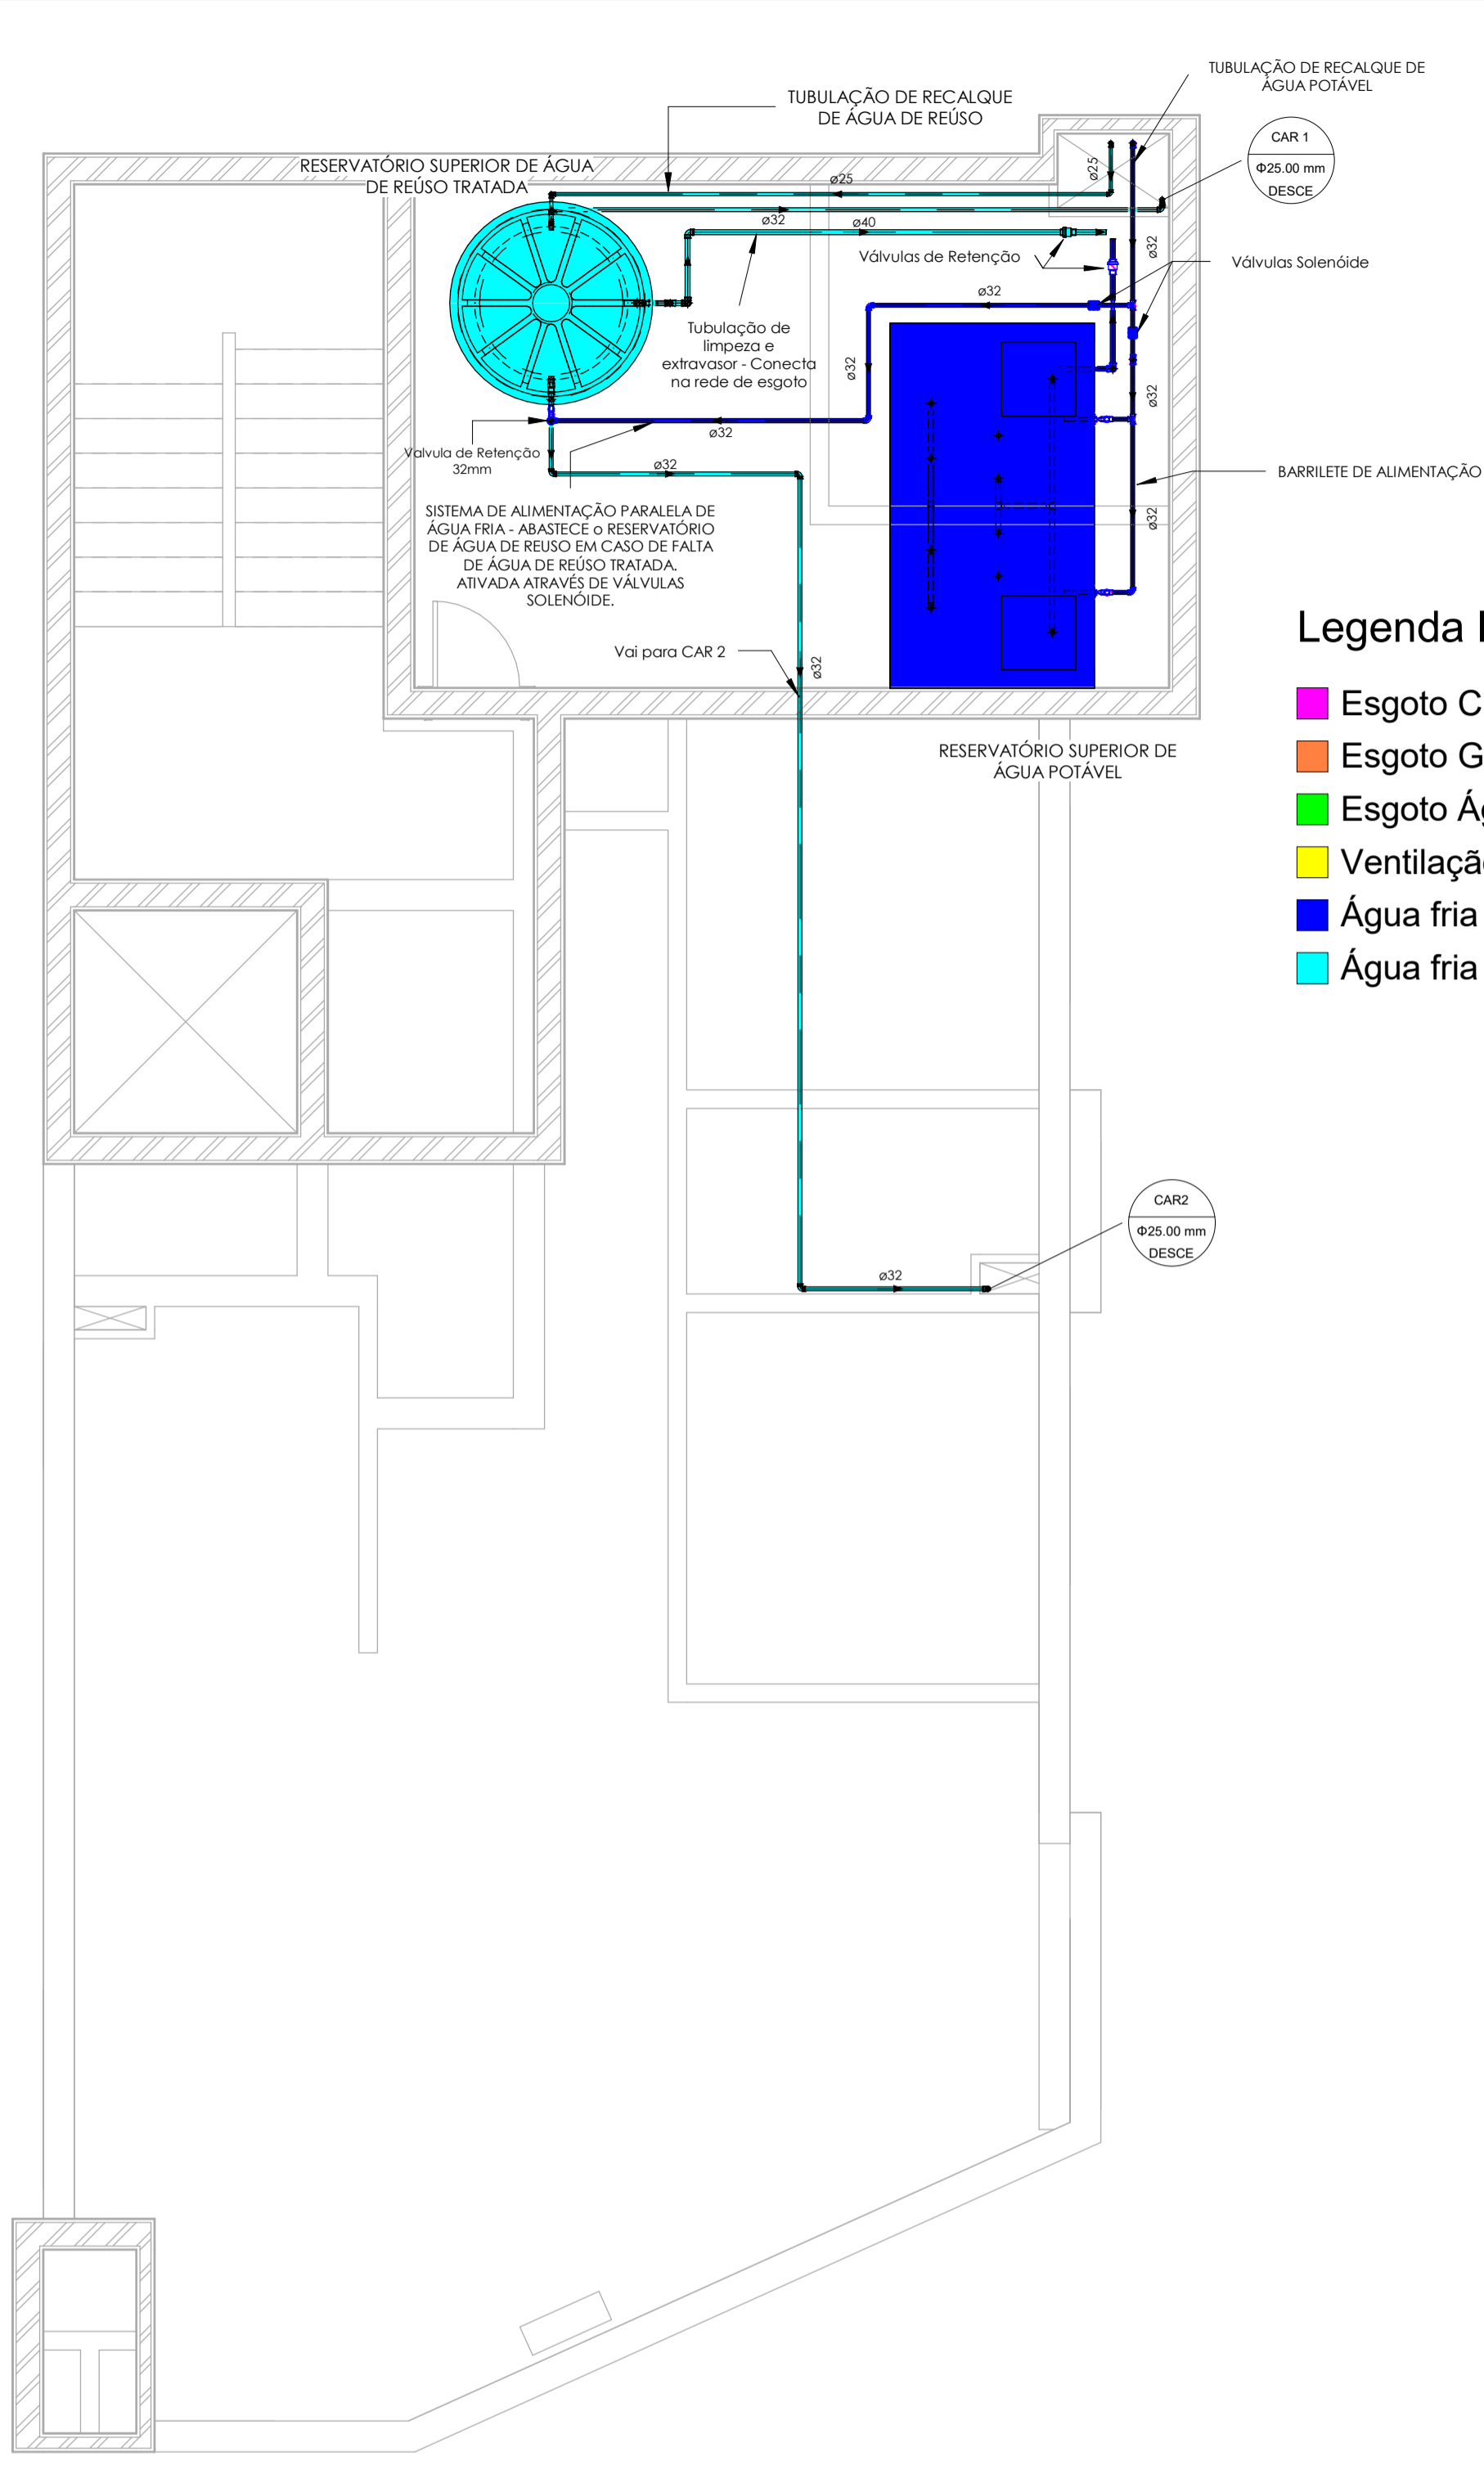 TUBULAÇÃO DE RECALQUE DE
ÁGUA POTÁVEL
TUBULAÇÃO DE RECALQUE
DE ÁGUA DE REÚSO
CAR 1
Φ25.00 mm
DESCE
RESERVATÓRIO SUPERIOR DE ÁGUA
DE REÚSO TRATADA
ø25
ø25
ø32
ø40
Válvulas de Retenção
ø32
Válvulas Solenóide
ø32
Tubulação de
limpeza e
extravasor - Conecta
na rede de esgoto
ø32
ø32
ø32
Valvula de Retenção
32mm
ø32
BARRILETE DE ALIMENTAÇÃO
SISTEMA DE ALIMENTAÇÃO PARALELA DE
ÁGUA FRIA - ABASTECE o RESERVATÓRIO
DE ÁGUA DE REUSO EM CASO DE FALTA
DE ÁGUA DE REÚSO TRATADA.
ATIVADA ATRAVÉS DE VÁLVULAS
SOLENÓIDE.
ø32
Vai para CAR 2
ø32
Legenda
Esgoto C
Esgoto G
Esgoto Ág
Ventilaçã
Água fria
Água fria
RESERVATÓRIO SUPERIOR DE
ÁGUA POTÁVEL
CAR2
Φ25.00 mm
DESCE
ø32